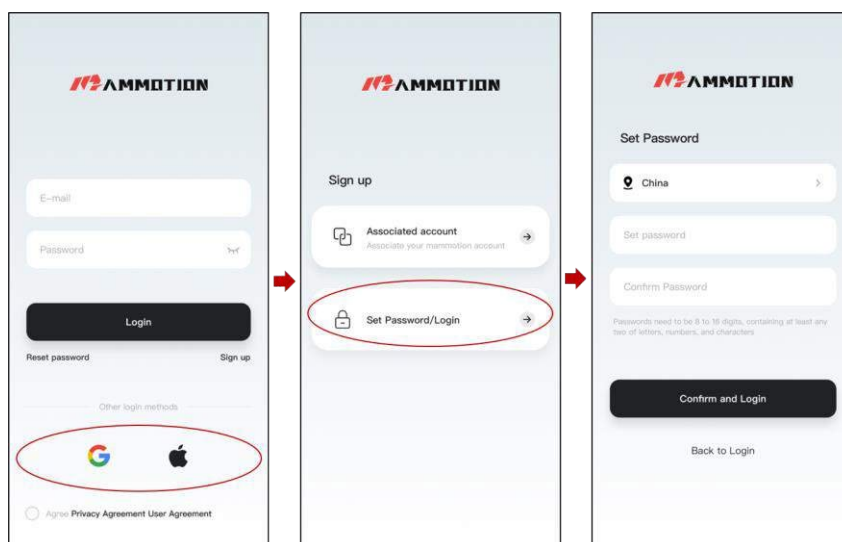 MAMMOTION
E-mail
Password
Login
Reset password
Sign up
Other login methods
Agree Privacy Agreement User Agreement
MAMMOTION
Sign up
Associated account
Associate your mammotion account
Set Password/Login
MAMMOTION
Set Password
China
Set password
Confirm Password
Passwords need to be 8 to 16 digits, containing at least any
two of letters, numbers, and characters
Confirm and Login
Back to Login